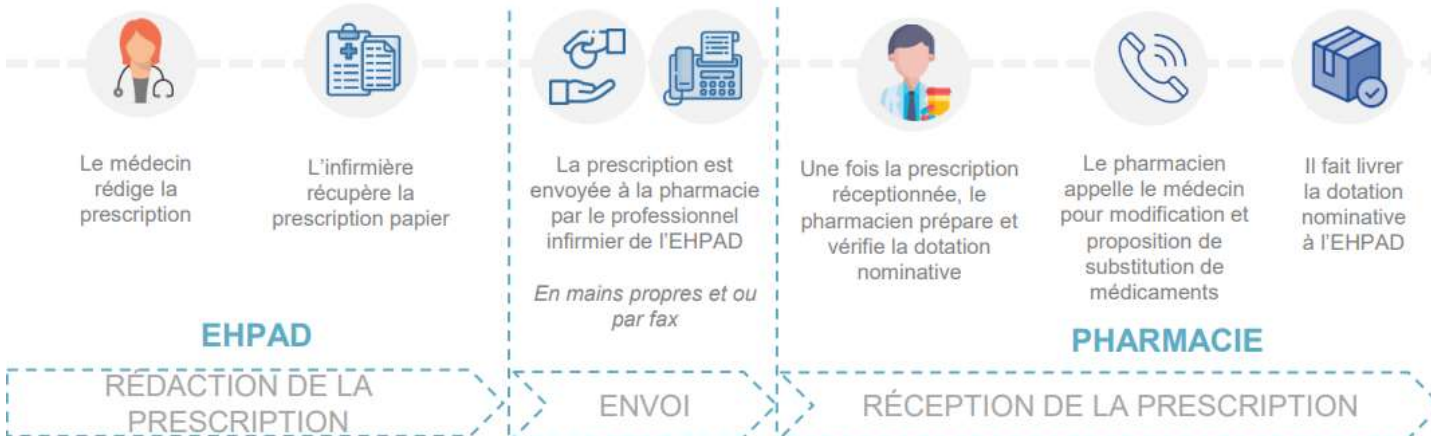 Le médecin
rédige la
prescription
L'infirmière
récupère la
prescription papier
La prescription est
envoyée à la pharmacie
par le professionnel
infirmier de l'EHPAD
En mains propres et ou
par fax
Une fois la prescription
réceptionnée, le
pharmacien prépare et
vérifie la dotation
nominative
Le pharmacien
appelle le médecin
pour modification et
proposition de
substitution de
médicaments
Il fait livrer
la dotation
nominative
à l'EHPAD
EHPAD
PHARMACIE
RÉDACTION DE LA
PRESCRIPTION
ENVOI
RÉCEPTION DE LA PRESCRIPTION